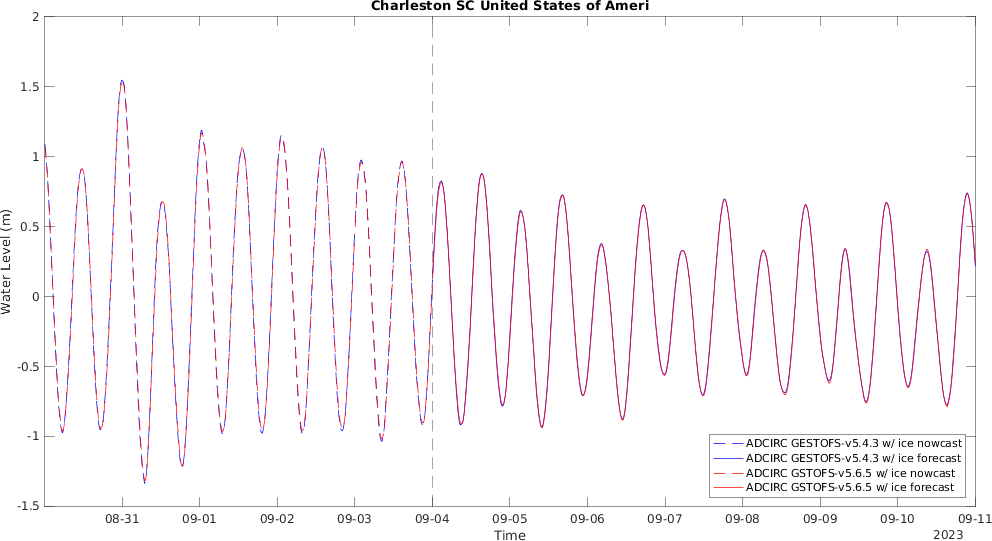 Charleston SC United States of Ameri
2
1.5
1
0.5
0
-0.5
-1
-1.5
Water Level (m)
ADCIRC GESTOFS-v5.4.3 w/ ice nowcast
ADCIRC GESTOFS-v5.4.3 w/ ice forecast
ADCIRC GSTOFS-v5.6.5 w/ ice nowcast
ADCIRC GSTOFS-v5.6.5 w/ ice forecast
08-31 09-01 09-02 09-03 09-04 09-05 09-06 09-07 09-08 09-09 09-10 09-11
Time
2023